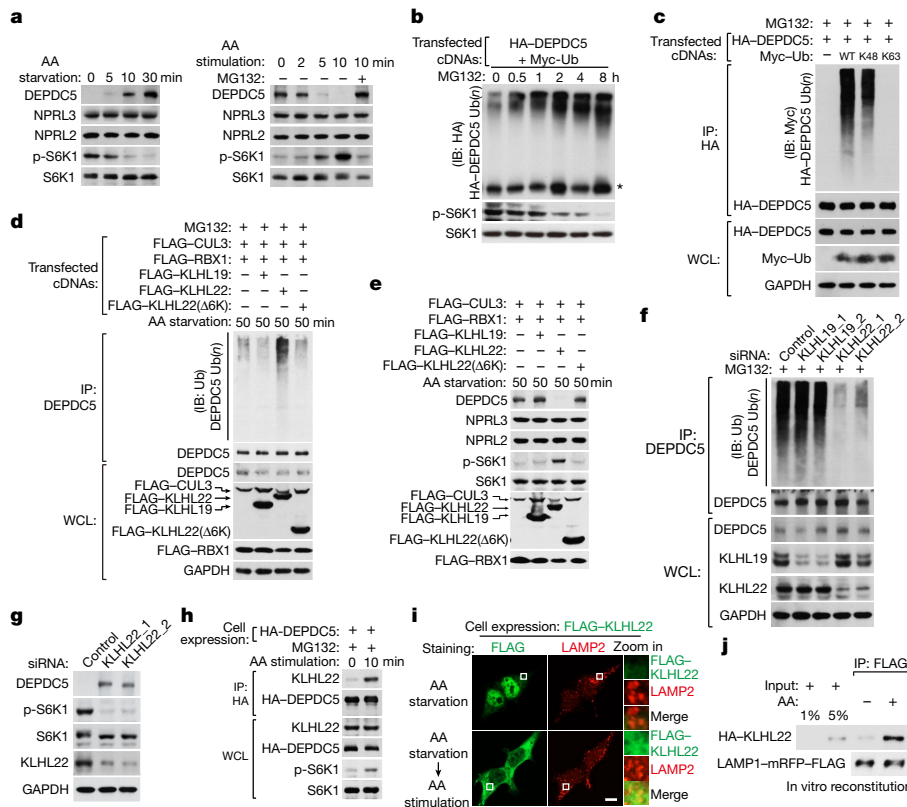 a
AA starvation 0 5 10 30 min
DEPDC5
NPRL3
NPRL2
p-S6K1
S6K1
AA stimulation: 0 2 5 10 10 min
MG132: – – – – +
DEPDC5
NPRL3
NPRL2
p-S6K1
S6K1
b
Transfected cDNAs: HA–DEPDC5 + Myc-Ub
MG132: 0 0.5 1 2 4 8 h
(IB: HA)
HA–DEPDC5 Ub(n)
*
p-S6K1
S6K1
c
MG132: + + + +
Transfected cDNAs:
HA–DEPDC5: + + + +
Myc–Ub: – WT K48 K63
IP: HA
(IB: Myc)
HA–DEPDC5 Ub(n)
HA–DEPDC5
WCL:
HA–DEPDC5
Myc–Ub
GAPDH
d
MG132: + + + +
Transfected cDNAs:
FLAG–CUL3: + + + +
FLAG–RBX1: + + + +
FLAG–KLHL19: – + – –
FLAG–KLHL22: – – + –
FLAG–KLHL22(Δ6K): – – – +
AA starvation: 50 50 50 50 min
IP: DEPDC5
(IB: Ub)
DEPDC5 Ub(n)
DEPDC5
WCL:
DEPDC5
FLAG–CUL3
FLAG–KLHL22
FLAG–KLHL19
FLAG–KLHL22(Δ6K)
FLAG–RBX1
GAPDH
e
FLAG–CUL3: + + + +
FLAG–RBX1: + + + +
FLAG–KLHL19: – + – –
FLAG–KLHL22: – – + –
FLAG–KLHL22(Δ6K): – – – +
AA starvation: 50 50 50 50 min
DEPDC5
NPRL3
NPRL2
p-S6K1
S6K1
FLAG–CUL3
FLAG–KLHL22
FLAG–KLHL19
FLAG–KLHL22(Δ6K)
FLAG–RBX1
f
siRNA: Control KLHL19_1 KLHL19_2 KLHL22_1 KLHL22_2
MG132: + + + + +
IP: DEPDC5
(IB: Ub)
DEPDC5 Ub(n)
DEPDC5
WCL:
DEPDC5
KLHL19
KLHL22
GAPDH
g
siRNA: Control KLHL22_1 KLHL22_2
DEPDC5
p-S6K1
S6K1
KLHL22
GAPDH
h
Cell expression: HA-DEPDC5: + +
MG132: + +
AA stimulation: 0 10 min
IP: HA
KLHL22
HA–DEPDC5
WCL
KLHL22
HA–DEPDC5
p-S6K1
S6K1
i
Cell expression: FLAG–KLHL22
Staining: FLAG LAMP2 Zoom in
AA starvation
FLAG–KLHL22
LAMP2
Merge
AA starvation
AA stimulation
FLAG–KLHL22
LAMP2
Merge
j
IP: FLAG
Input: + +
AA: 1% 5% – +
HA–KLHL22
LAMP1–mRFP–FLAG
In vitro reconstitution